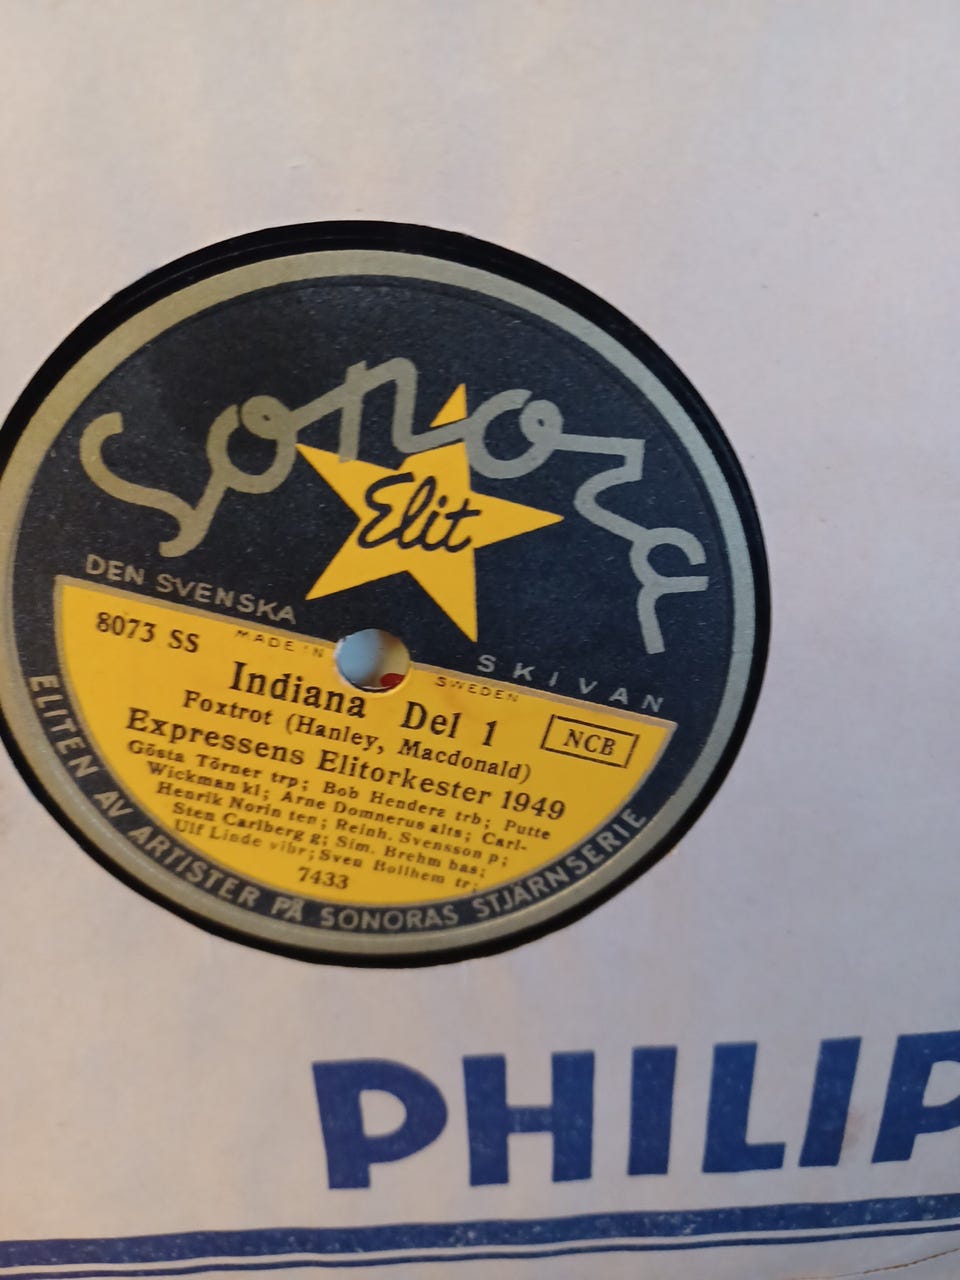 Sonora
Elit
DEN SVENSKA SKIVAN
8073 SS
MADE IN SWEDEN
Indiana Del 1
NCB
Foxtrot (Hanley, Macdonald)
Expressens Elitorkester 1949
Gösta Törner trp; Bob Henders trb; Putte
Wickman kl; Arne Domnerus alts; Carl-
Henrik Norin ten; Reinh. Svensson p;
Sten Carlberg g; Sim. Brehm bas;
Ulf Linde vibr; Sven Bollhem tr;
7433
ELITEN AV ARTISTER PÅ SONORAS STJÄRNSERIE
PHILIP